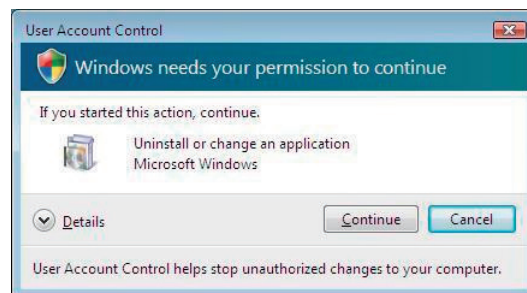 User Account Control
Windows needs your permission to continue
If you started this action, continue.
Uninstall or change an application
Microsoft Windows
Details
Continue
Cancel
User Account Control helps stop unauthorized changes to your computer.